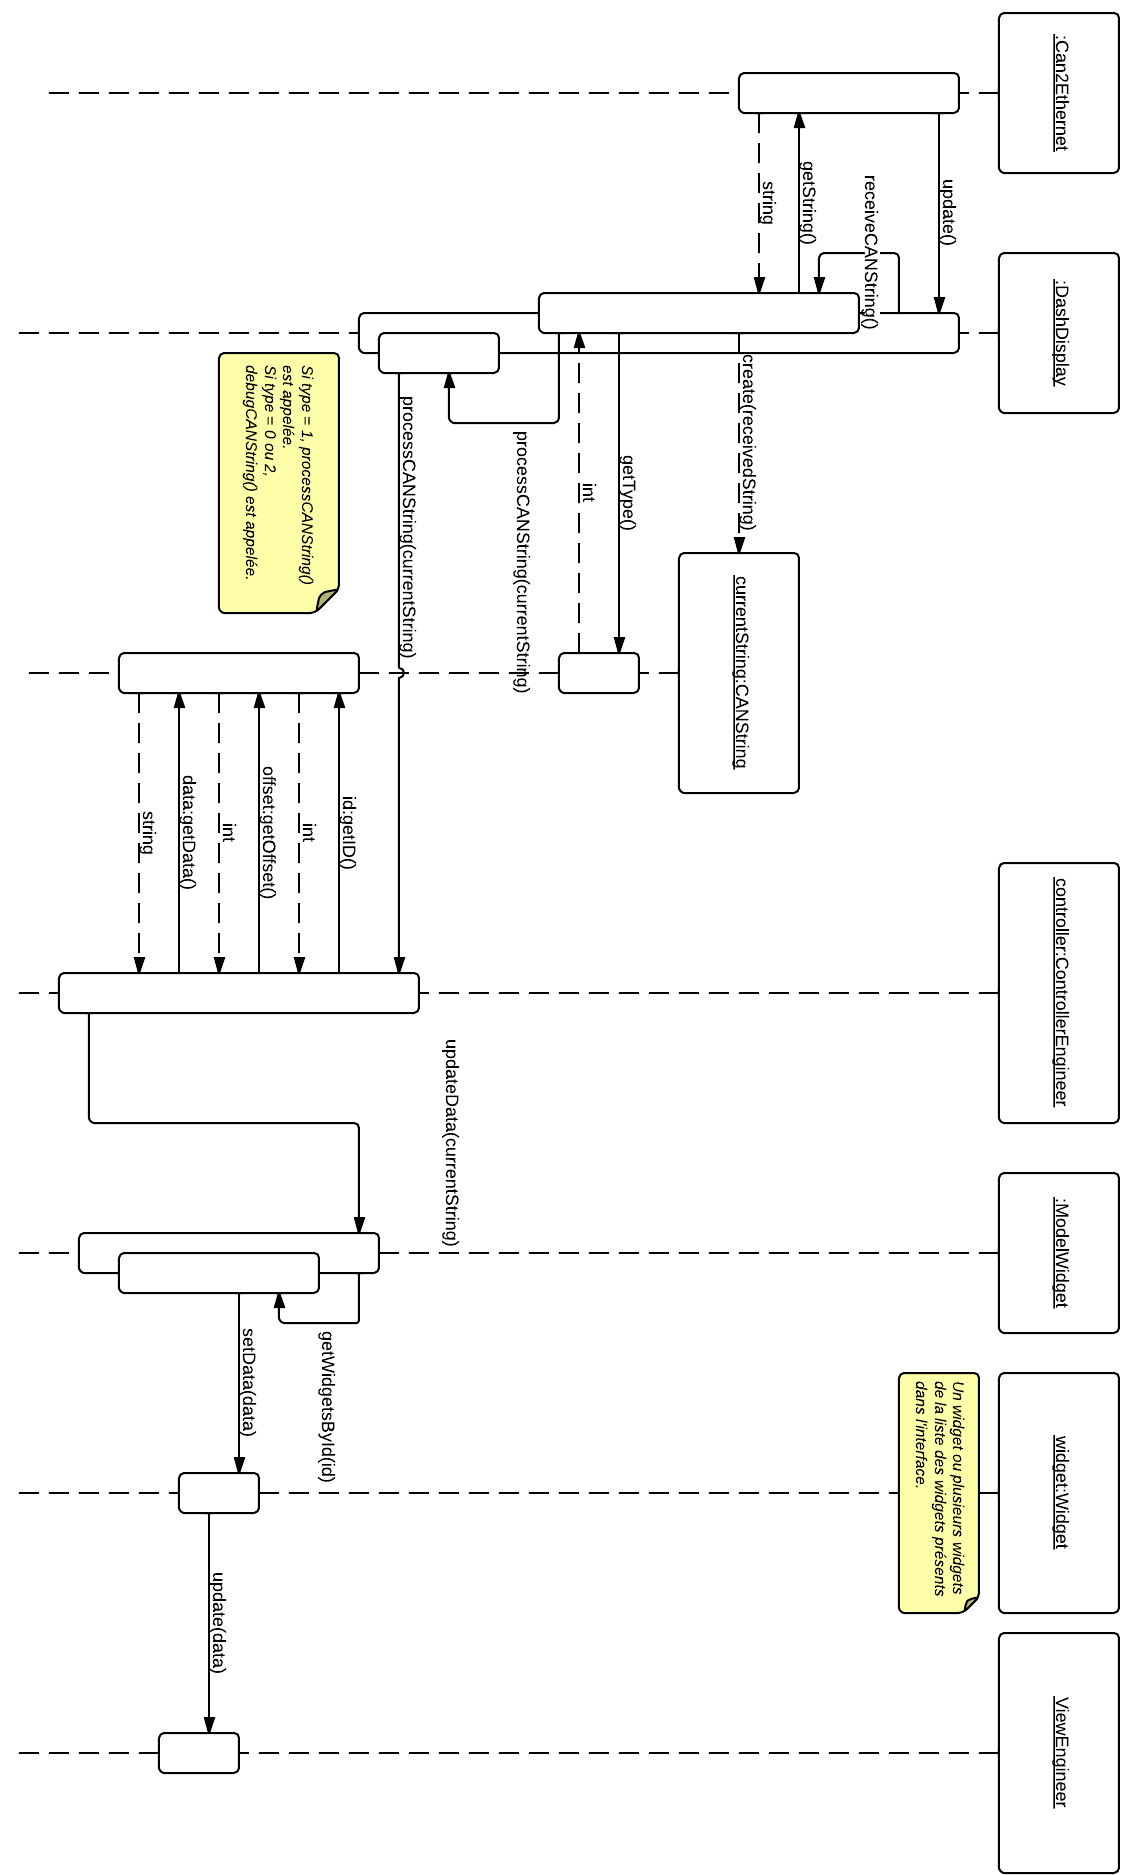 :Can2Ethernet
:DashDisplay
controller:ControllerEngineer
:ModelWidget
widget:Widget
ViewEngineer
Un widget ou plusieurs widgets
de la liste des widgets présents
dans l'interface.
update()
receiveCANString()
getString()
string
create(receivedString)
currentString:CANString
getType()
int
processCANString(currentString)
processCANString(currentString)
Si type = 1, processCANString()
est appelée.
Si type = 0 ou 2,
debugCANString() est appelée.
id:getID()
int
offset:getOffset()
int
data:getData()
string
updateData(currentString)
getWidgetsById(id)
setData(data)
update(data)